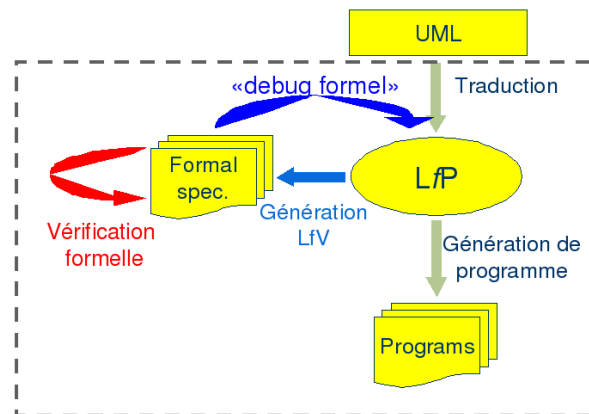 UML
«debug formel»
Traduction
Formal
spec.
LfP
Génération
LfV
Vérification
formelle
Génération de
programme
Programs